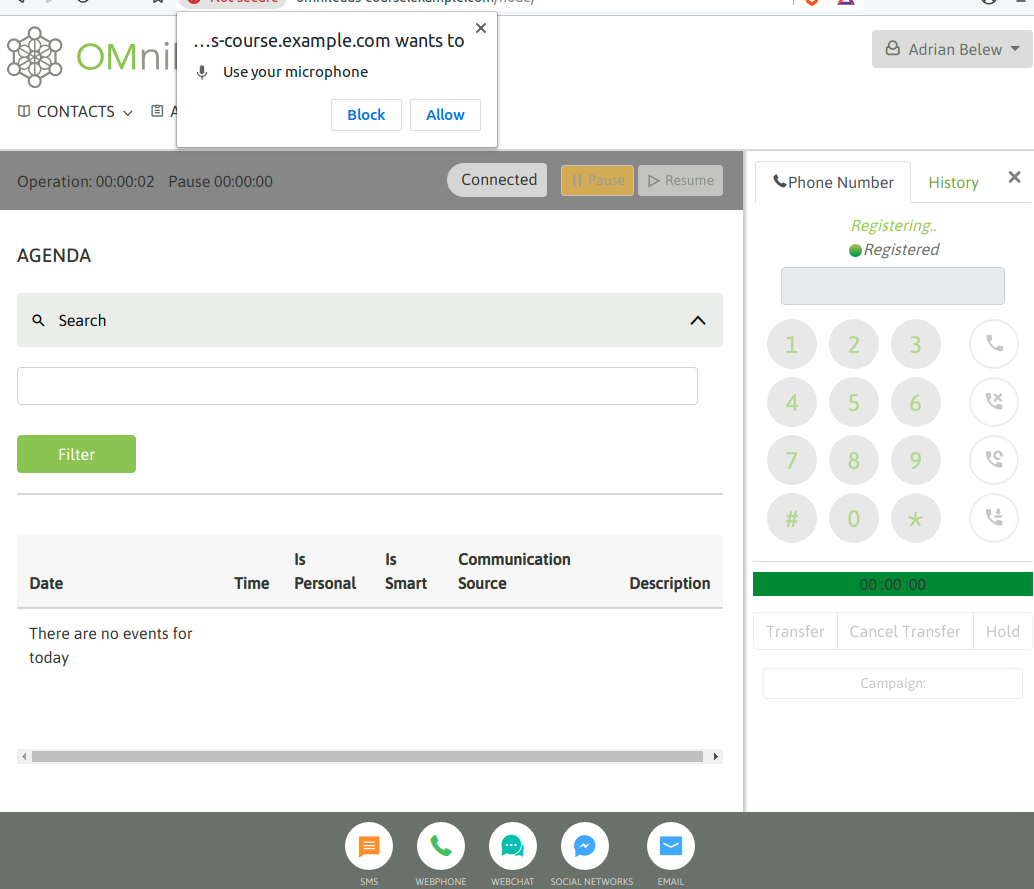 Not secure
omnileads-course.example.com/node/
...s-course.example.com wants to
Use your microphone
Block
Allow
OMnil
Adrian Belew
CONTACTS
A
Operation: 00:00:02 Pause 00:00:00
Connected
Pause
Resume
Phone Number
History
Registering..
Registered
AGENDA
Search
Filter
1 2 3
4 5 6
7 8 9
# 0 *
Date
Time
Is
Personal
Is
Smart
Communication
Source
Description
There are no events for
today
00 :00 :00
Transfer
Cancel Transfer
Hold
Campaign:
SMS
WEBPHONE
WEBCHAT
SOCIAL NETWORKS
EMAIL